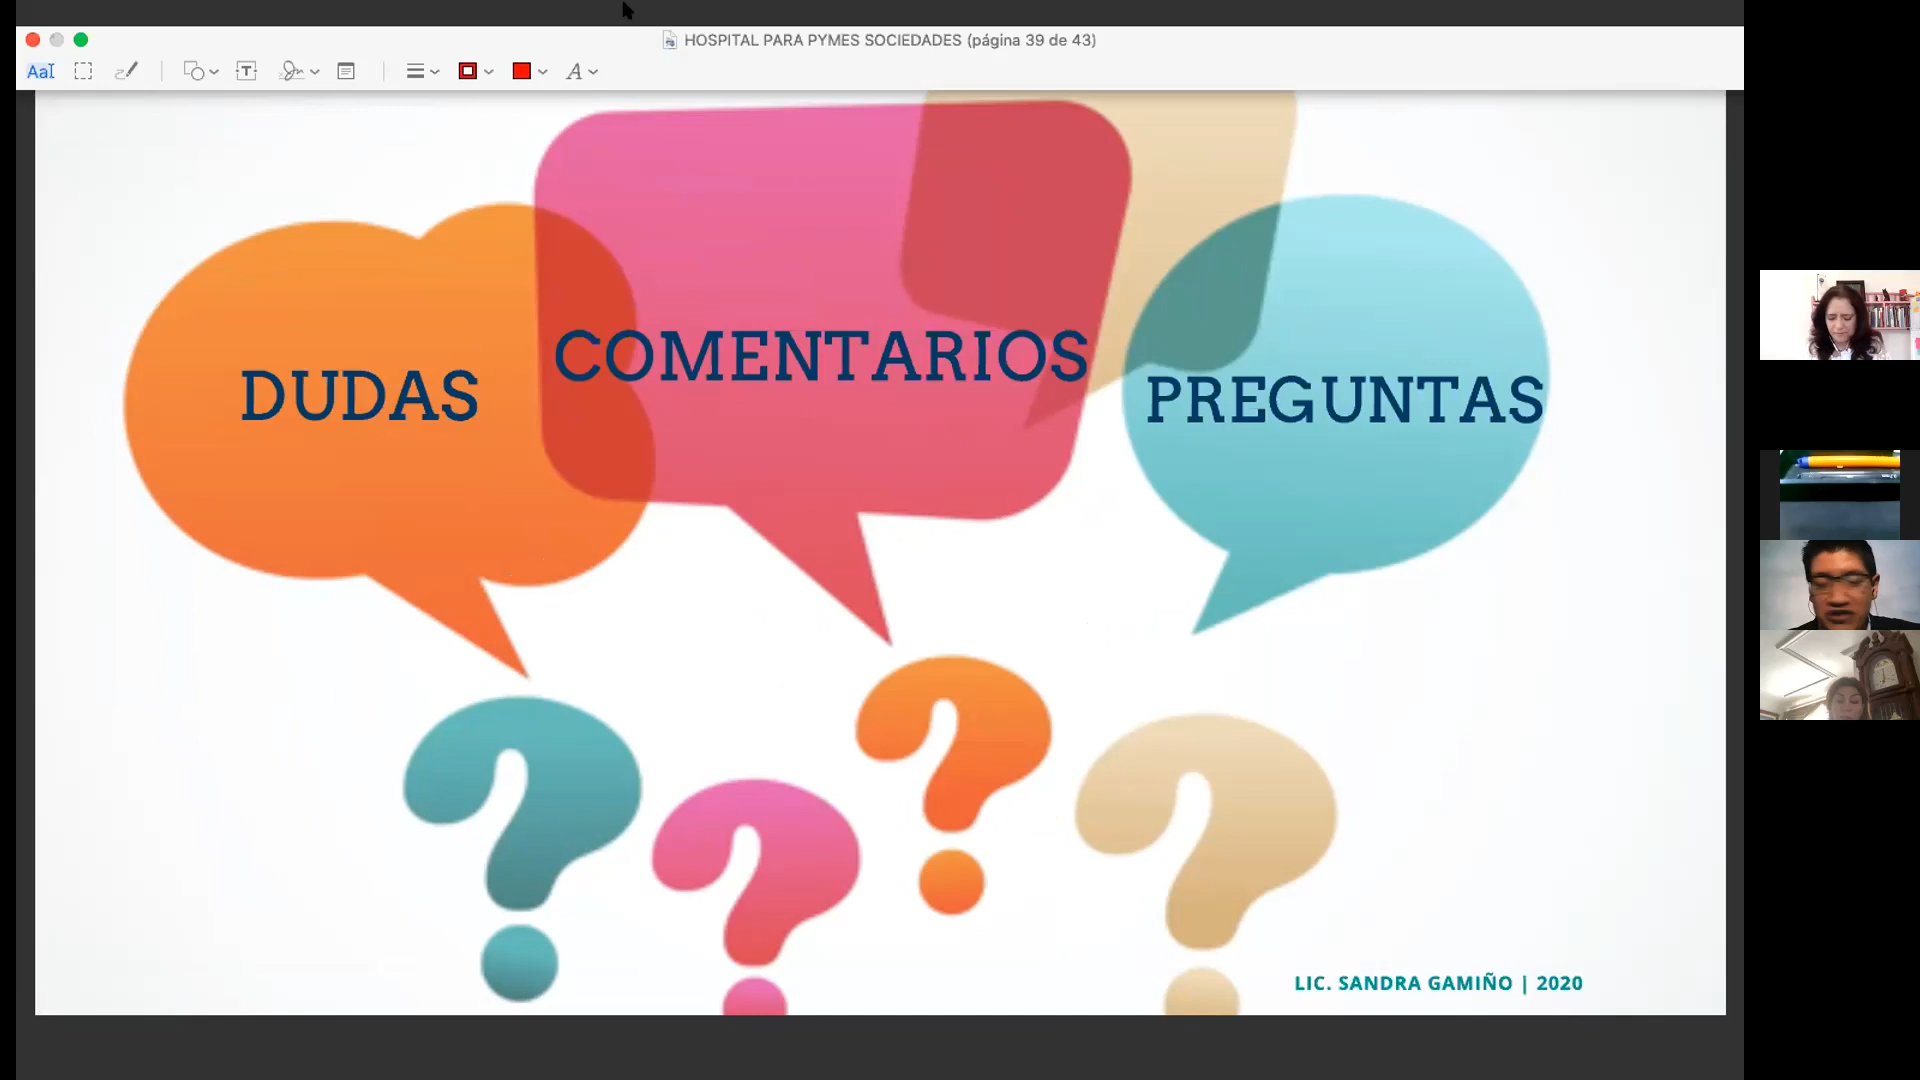 HOSPITAL PARA PYMES SOCIEDADES (página 39 de 43)
AaI
T
A
DUDAS
COMENTARIOS
PREGUNTAS
? ? ? ?
LIC. SANDRA GAMIÑO | 2020